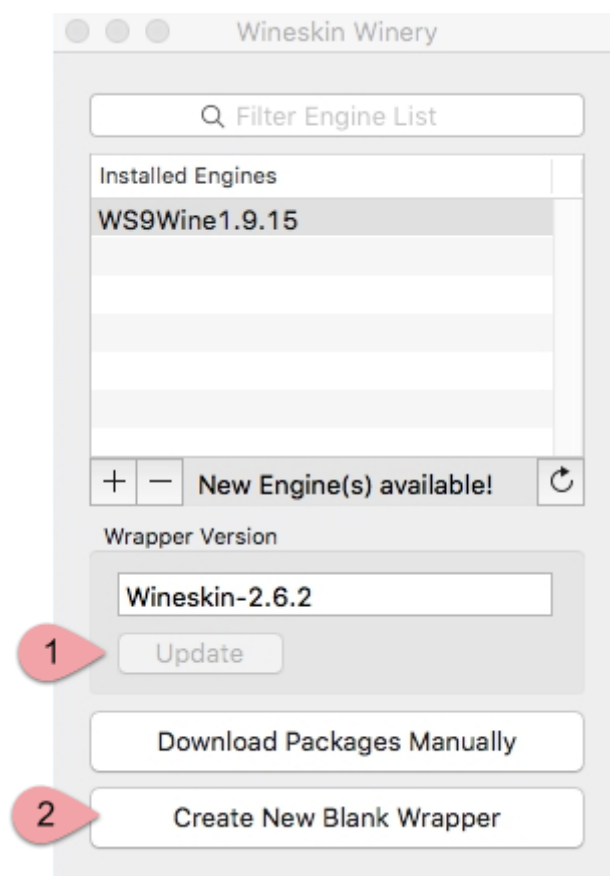 Wineskin Winery
Filter Engine List
Installed Engines
WS9Wine1.9.15
+ − New Engine(s) available!
Wrapper Version
Wineskin-2.6.2
1 Update
Download Packages Manually
2 Create New Blank Wrapper